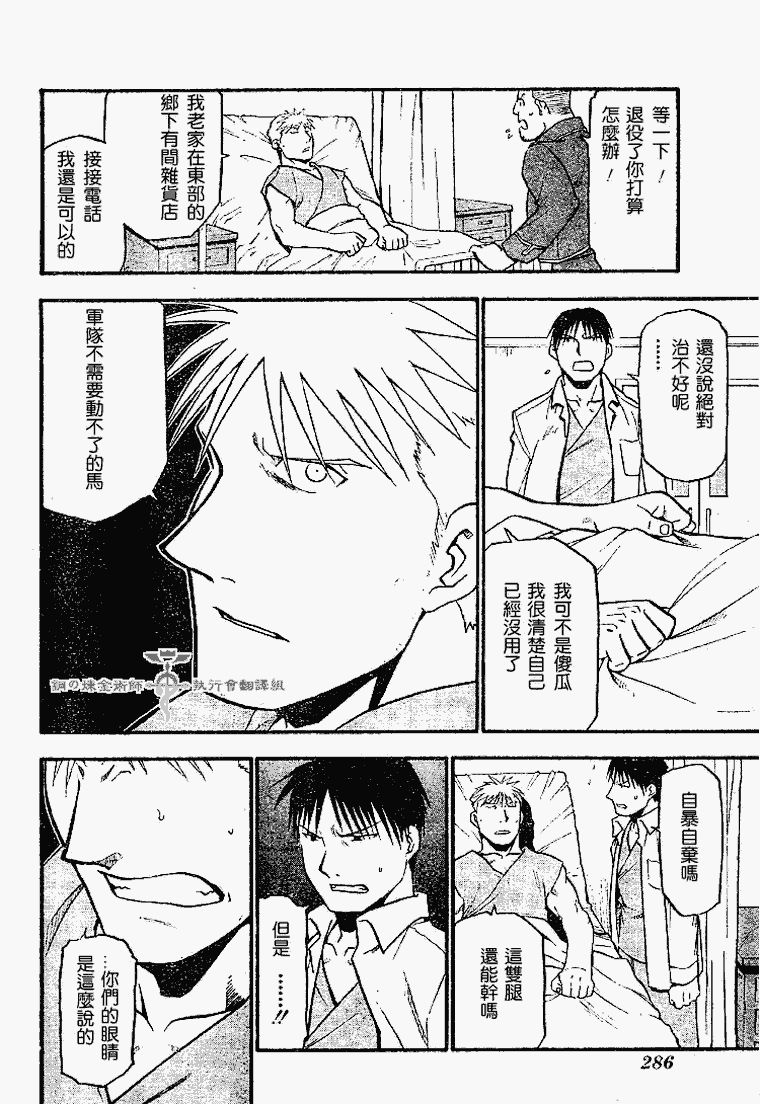 等一下！
退役了你打算
怎麼辦！
我老家在東部的
鄉下有間雜貨店
接接電話
我還是可以的
還沒說絕對
治不好呢
……
我可不是傻瓜
我很清楚自己
已經沒用了
軍隊不需要動不了的馬
鋼の煉金術師 執行會翻譯組
自暴自棄嗎
這雙腿
還能幹嗎
但是……!!
…你們的眼睛
是這麼說的
286